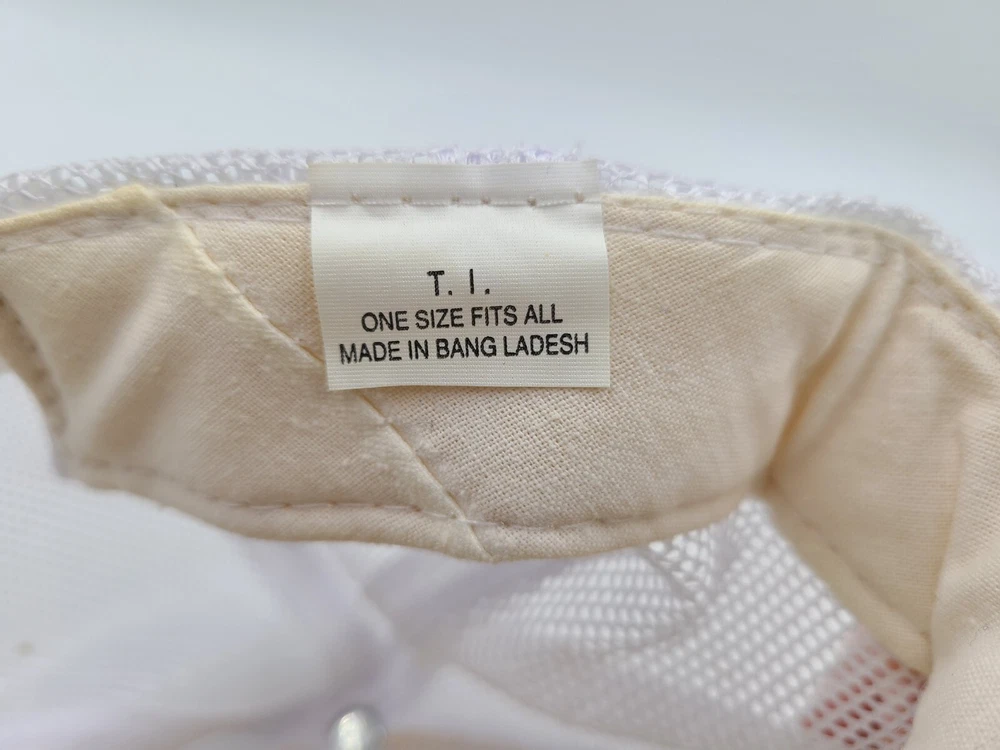 T. I.
ONE SIZE FITS ALL
MADE IN BANG LADESH